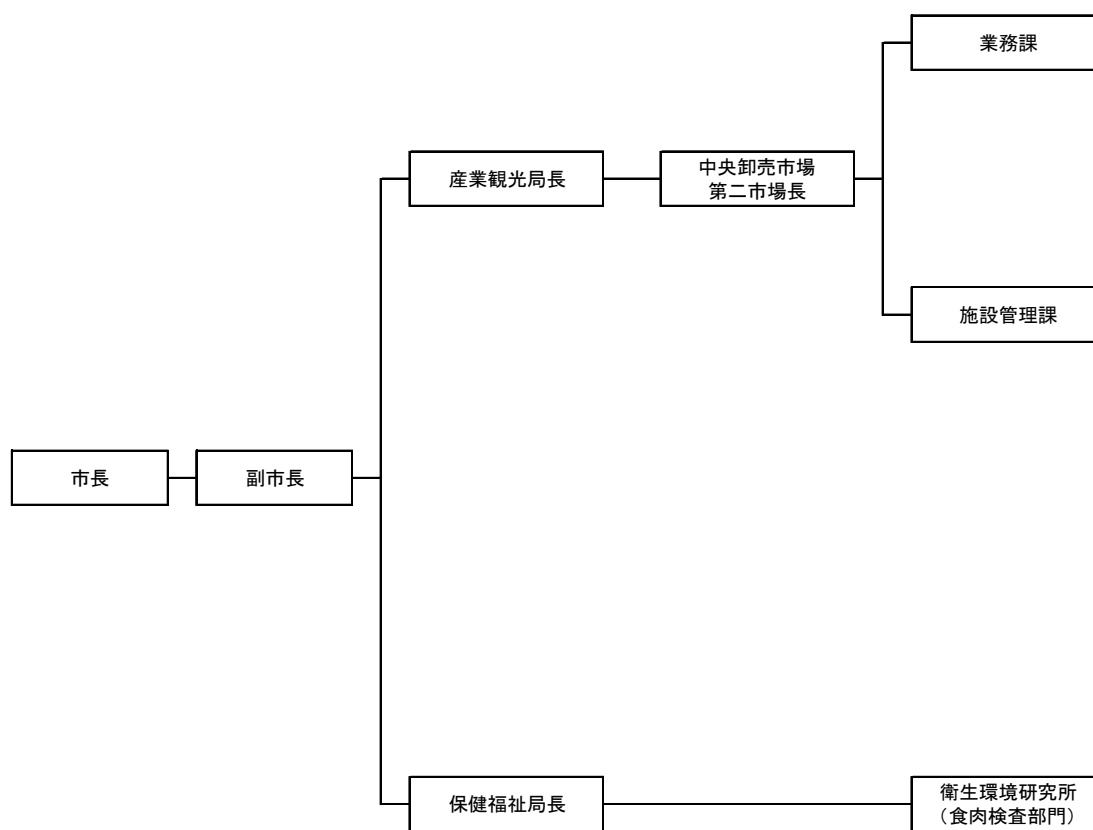 業務課
産業観光局長
中央卸売市場
第二市場長
施設管理課
市長
副市長
保健福祉局長
衛生環境研究所
（食肉検査部門）